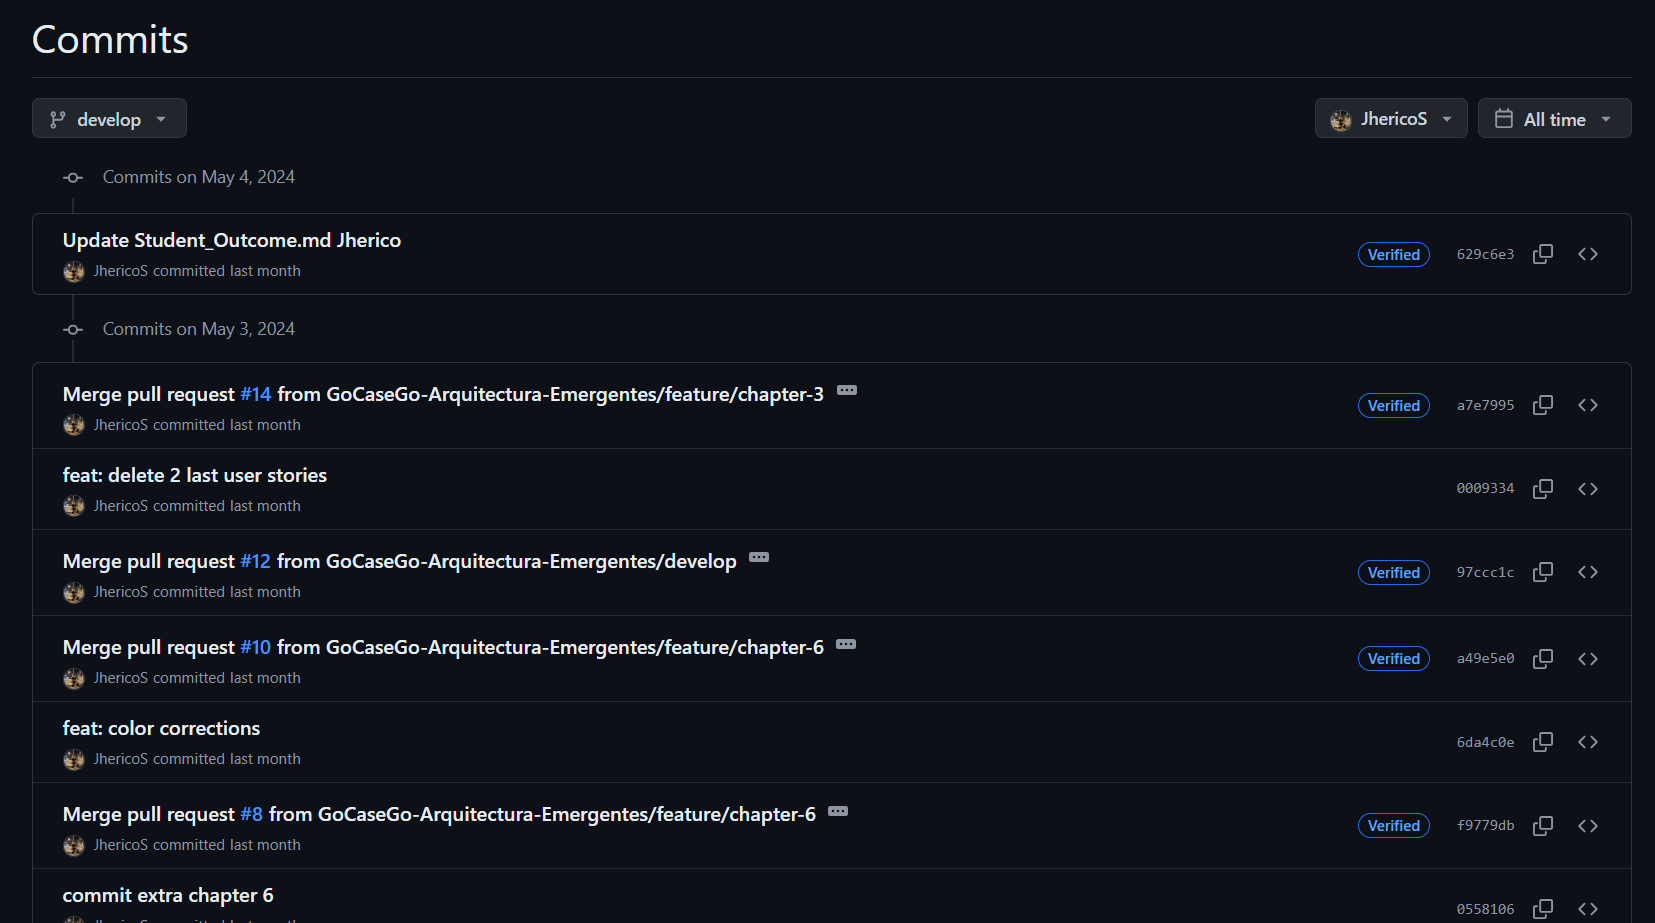 Commits
develop
JhericoS
All time
Commits on May 4, 2024
Update Student_Outcome.md Jherico
JhericoS committed last month
Verified
629c6e3
Commits on May 3, 2024
Merge pull request #14 from GoCaseGo-Arquitectura-Emergentes/feature/chapter-3
JhericoS committed last month
Verified
a7e7995
feat: delete 2 last user stories
JhericoS committed last month
0009334
Merge pull request #12 from GoCaseGo-Arquitectura-Emergentes/develop
JhericoS committed last month
Verified
97ccc1c
Merge pull request #10 from GoCaseGo-Arquitectura-Emergentes/feature/chapter-6
JhericoS committed last month
Verified
a49e5e0
feat: color corrections
JhericoS committed last month
6da4c0e
Merge pull request #8 from GoCaseGo-Arquitectura-Emergentes/feature/chapter-6
JhericoS committed last month
Verified
f9779db
commit extra chapter 6
0558106